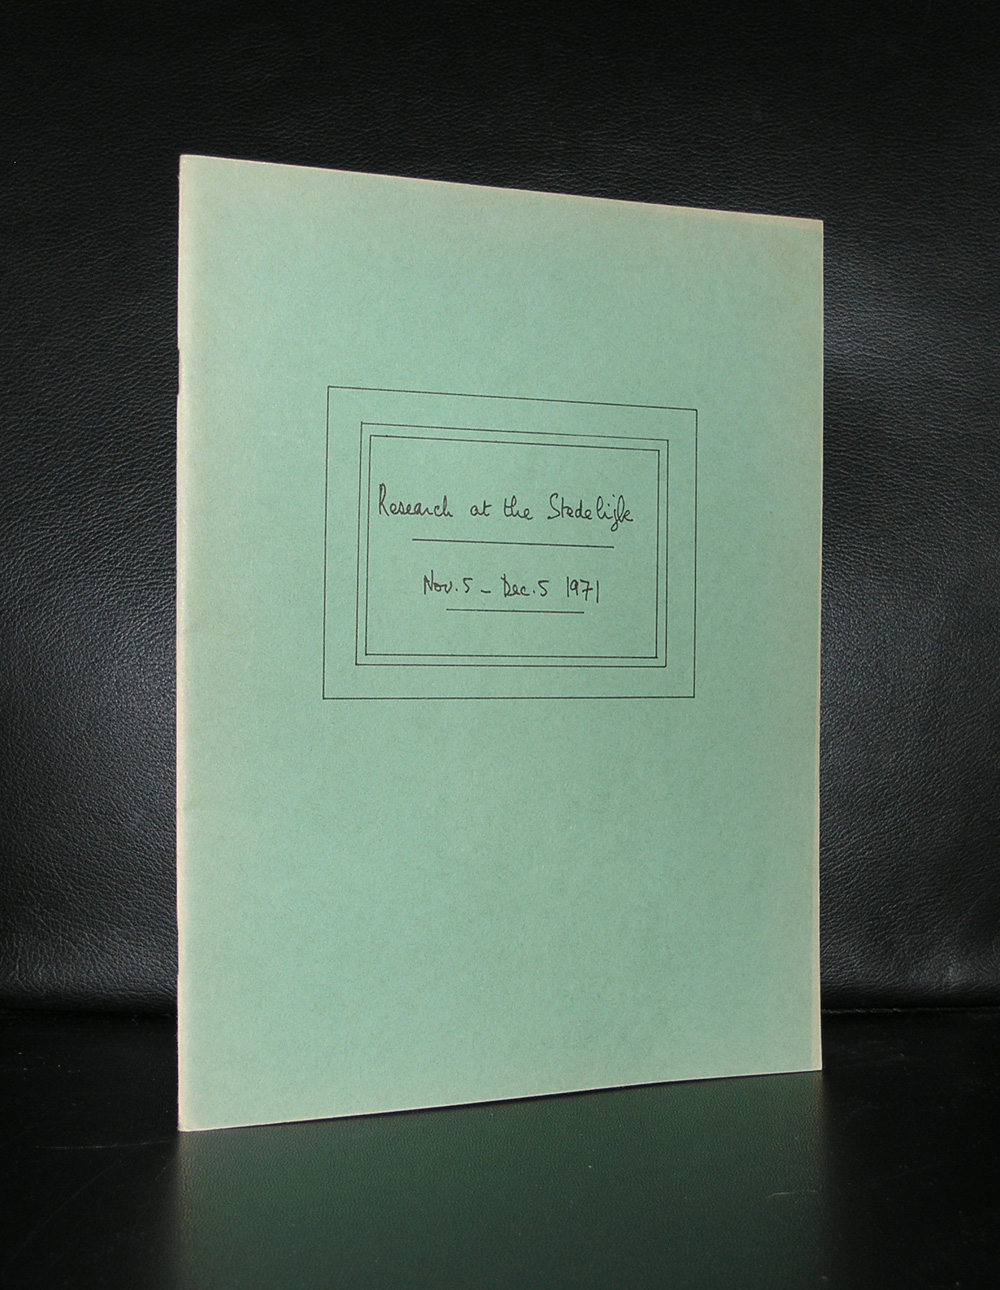 Research at the Stedelijk
Nov. 5 - Dec. 5 1971